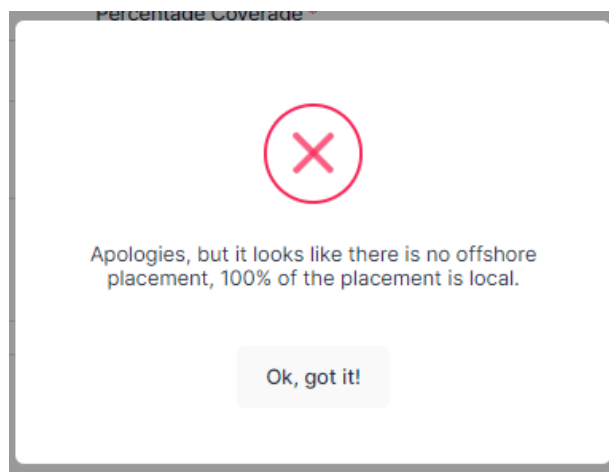 Percentage Coverage *
Apologies, but it looks like there is no offshore
placement, 100% of the placement is local.
Ok, got it!